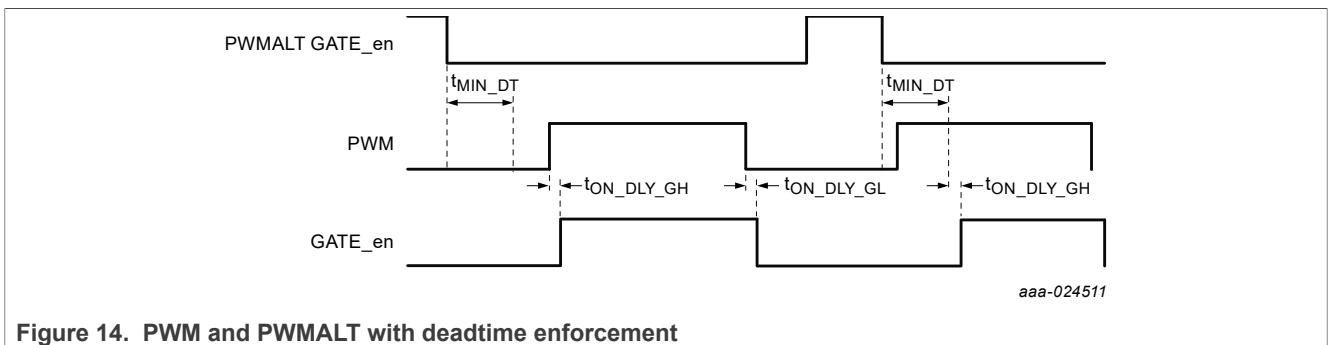 PWMALT GATE_en
tMIN_DT tMIN_DT
PWM
tON_DLY_GH tON_DLY_GL tON_DLY_GH
GATE_en
aaa-024511
Figure 14. PWM and PWMALT with deadtime enforcement